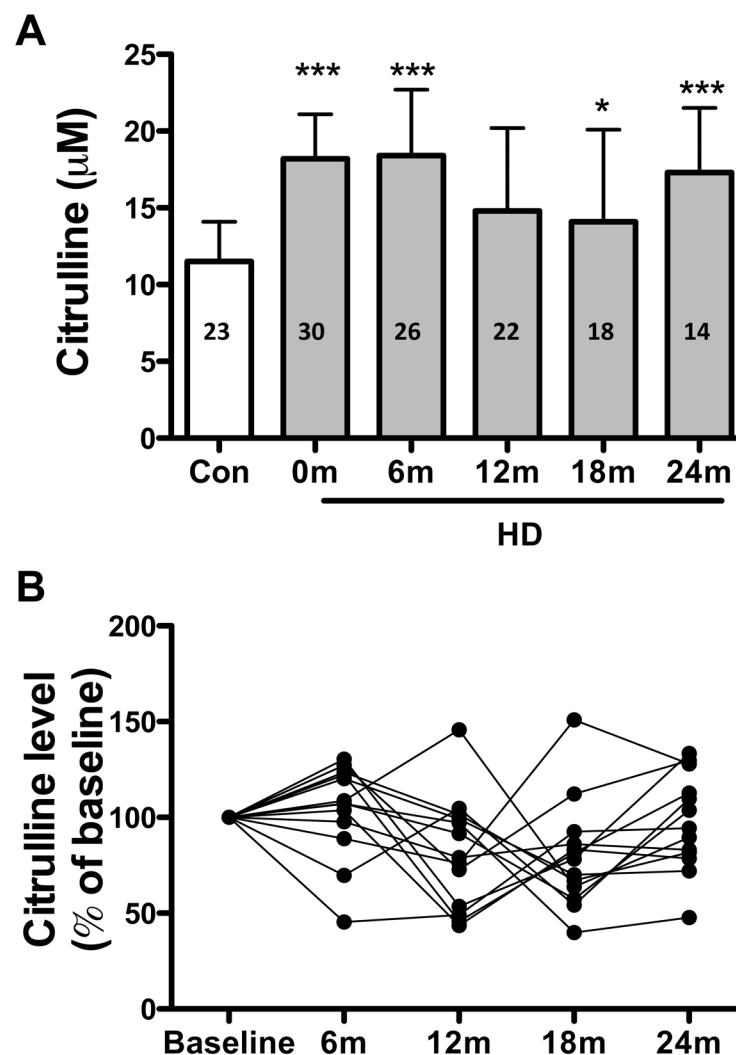 A
Citrulline (μM)
25
20
15
10
5
0
*** *** * ***
23 30 26 22 18 14
Con 0m 6m 12m 18m 24m
HD
B
Citrulline level
(% of baseline)
200
150
100
50
0
Baseline 6m 12m 18m 24m